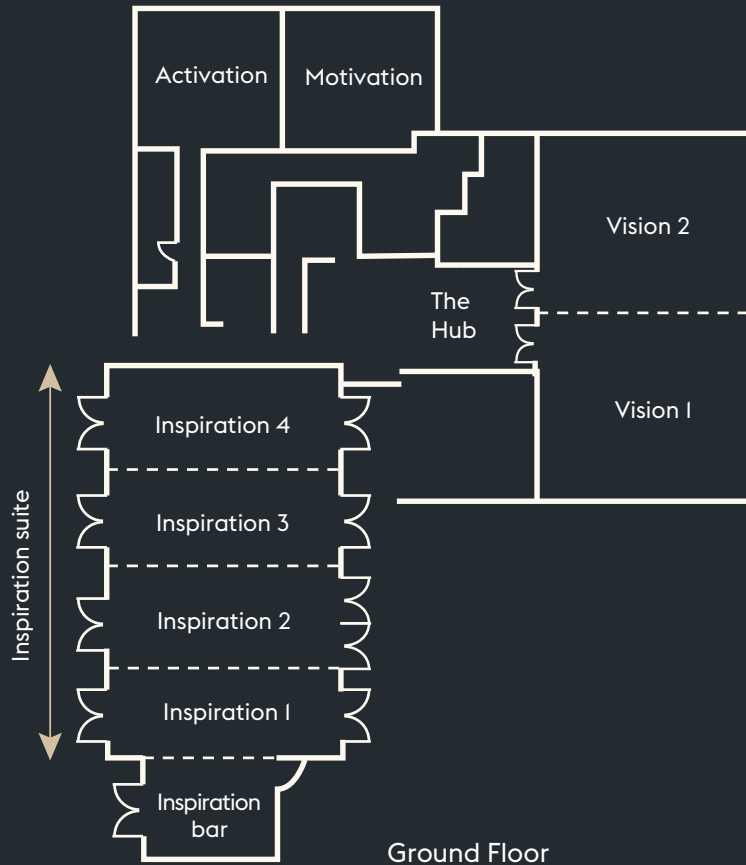 Activation
Motivation
Vision 2
The
Hub
Vision 1
Inspiration 4
Inspiration 3
Inspiration 2
Inspiration 1
Inspiration suite
Inspiration
bar
Ground Floor